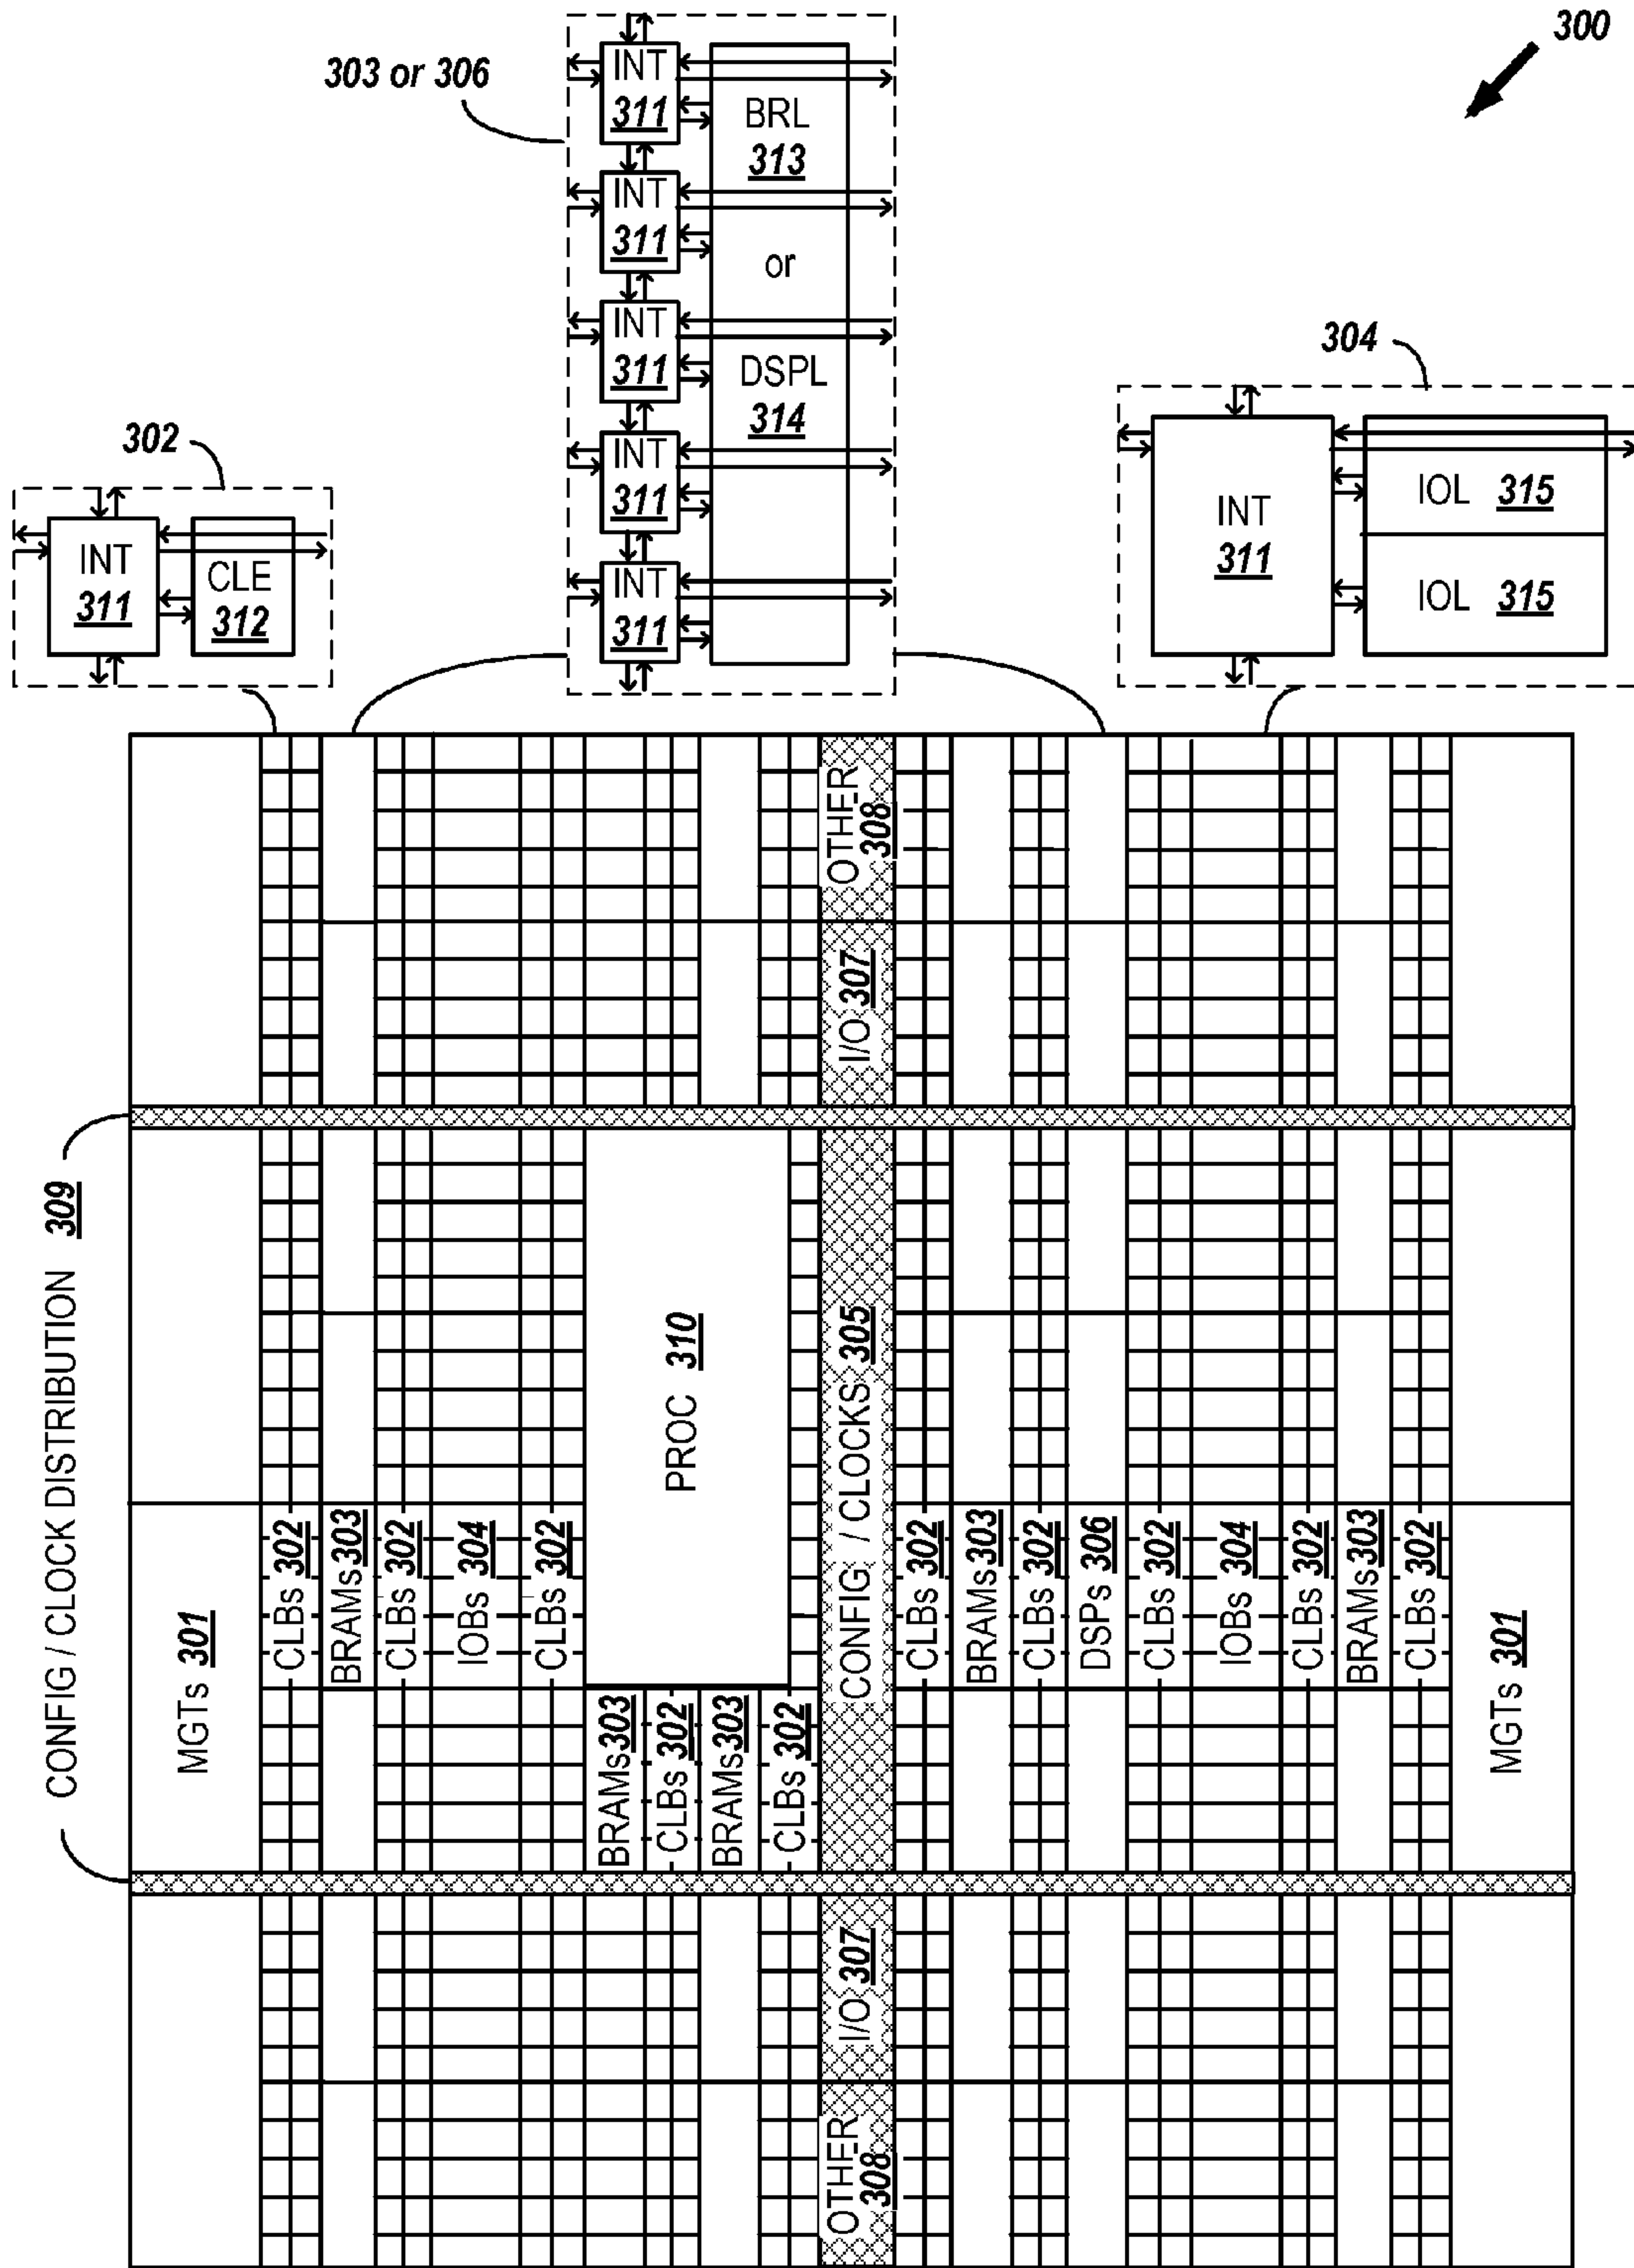 300
303 or 306
INT
311
INT
311
INT
311
INT
311
INT
311
BRL
313
or
DSPL
314
304
INT
311
IOL 315
IOL 315
302
INT
311
CLE
312
CONFIG / CLOCK DISTRIBUTION 309
OTHER
308
I/O 307
PROC 310
CONFIG / CLOCKS 305
MGTs 301
CLBs 302
BRAMs 303
CLBs 302
IOBs 304
CLBs 302
BRAMs 303
CLBs 302
BRAMs 303
CLBs 302
CLBs 302
BRAMs 303
CLBs 302
DSPs 306
CLBs 302
IOBs 304
CLBs 302
BRAMs 303
CLBs 302
MGTs 301
I/O 307
OTHER
308